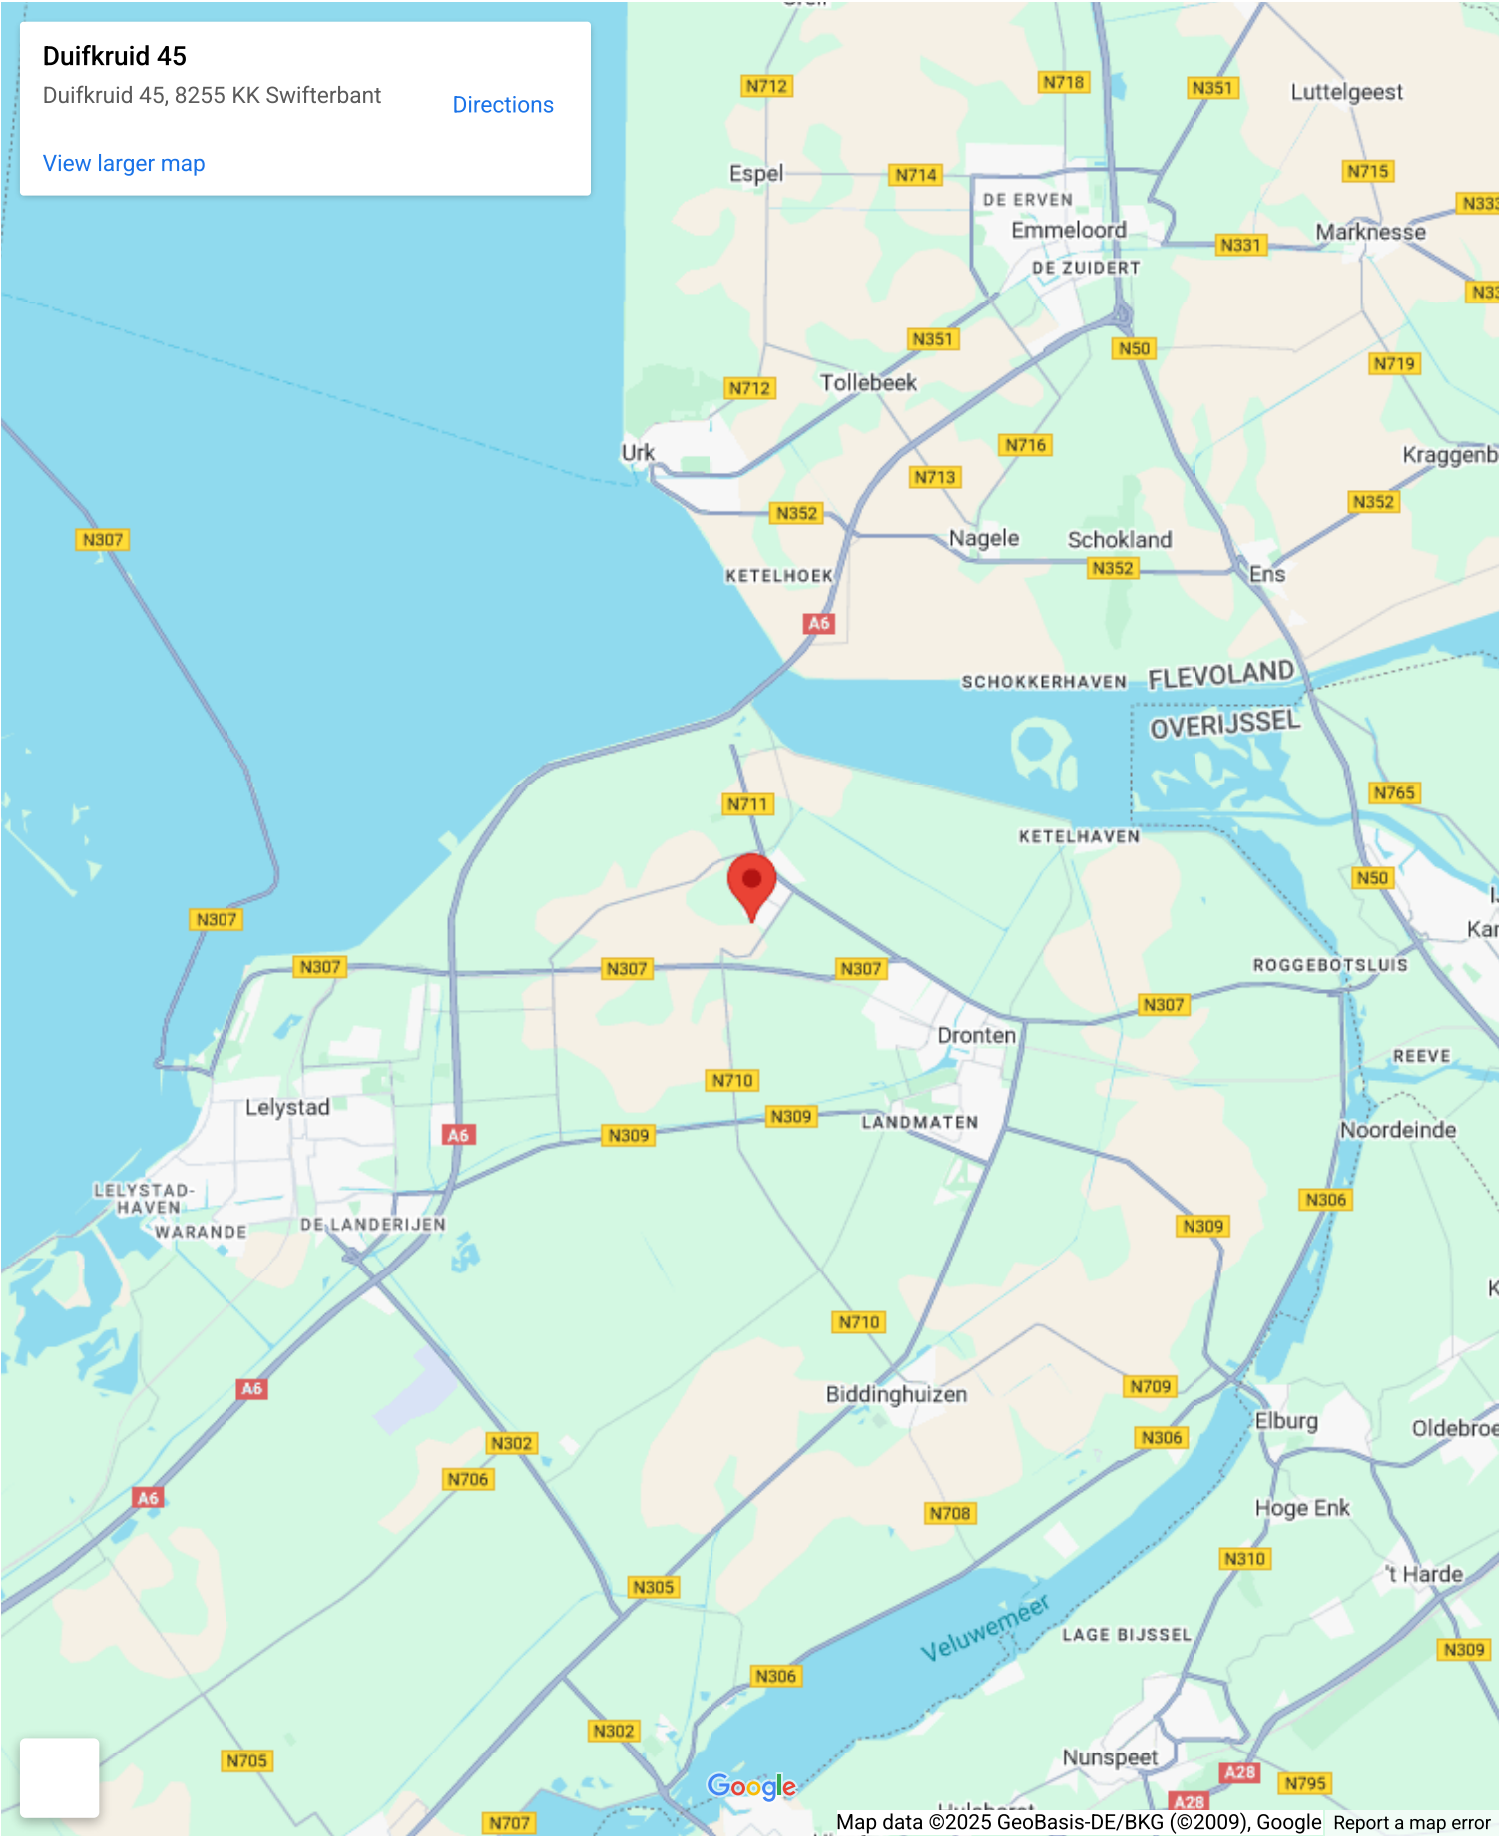 Duifkruid 45
Duifkruid 45, 8255 KK Swifterbant
Directions
View larger map
N712
N718
N351
Luttelgeest
Espel
N714
N715
DE ERVEN
N333
Emmeloord
N331
Marknesse
DE ZUIDERT
N33
N351
N50
N719
N712
Tollebeek
Urk
N716
Kraggenb
N713
N352
N352
N307
Nagele
Schokland
N352
Ens
KETELHOEK
A6
SCHOKKERHAVEN
FLEVOLAND
OVERIJSSEL
N711
N765
KETELHAVEN
N50
N307
Kar
N307
N307
N307
ROGGEBOTSLUIS
N307
Dronten
REEVE
N710
Lelystad
N309
LANDMATEN
A6
N309
Noordeinde
LELYSTAD-
HAVEN
N306
WARANDE
DE LANDERIJEN
N309
K
N710
A6
N709
Biddinghuizen
Elburg
Oldebroe
N302
N306
N706
A6
Hoge Enk
N708
N310
't Harde
N305
Veluwemeer
LAGE BIJSSEL
N309
N306
N302
N705
Nunspeet
A28
N795
A28
Google
N707
Map data ©2025 GeoBasis-DE/BKG (©2009), Google
Report a map error